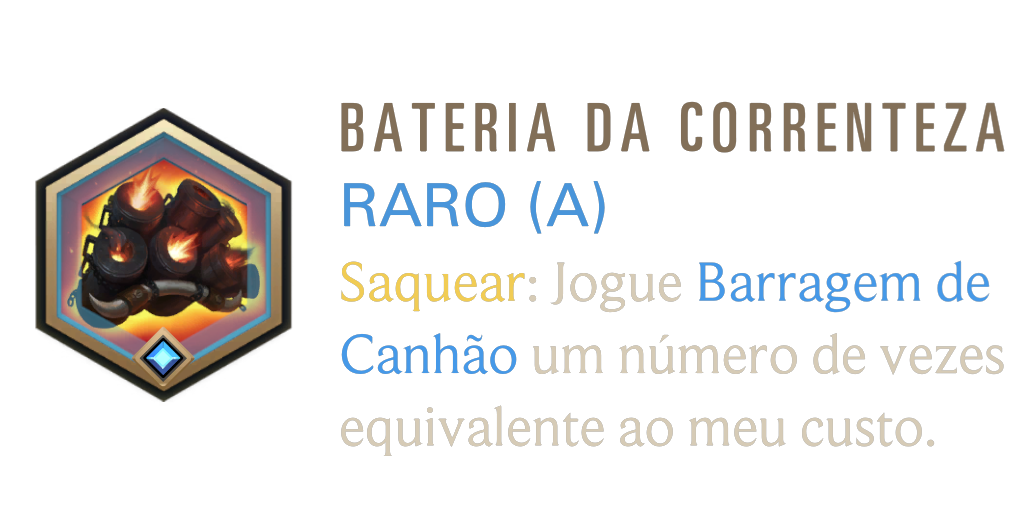 BATERIA DA CORRENTEZA
RARO (A)
Saquear: Jogue Barragem de
Canhão um número de vezes
equivalente ao meu custo.